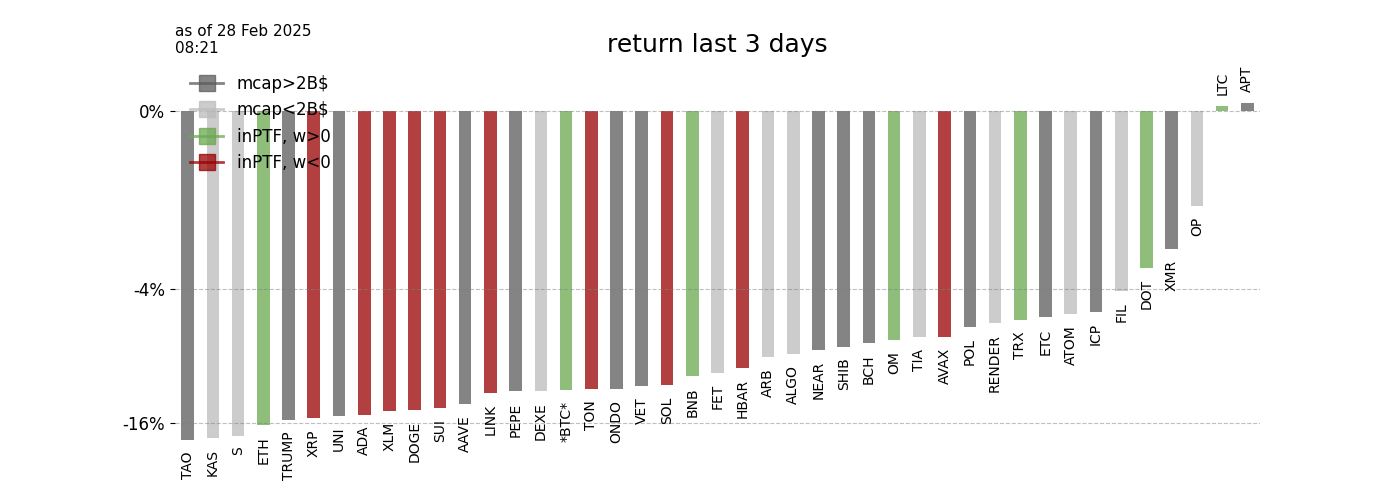 as of 28 Feb 2025
08:21
return last 3 days
mcap>2B$
mcap<2B$
inPTF, w>0
inPTF, w<0
0%
-4%
-16%
TAO
KAS
S
ETH
TRUMP
XRP
UNI
ADA
XLM
DOGE
SUI
AAVE
LINK
PEPE
DEXE
*BTC*
TON
ONDO
VET
SOL
BNB
FET
HBAR
ARB
ALGO
NEAR
SHIB
BCH
OM
TIA
AVAX
POL
RENDER
TRX
ETC
ATOM
ICP
FIL
DOT
XMR
OP
LTC
APT